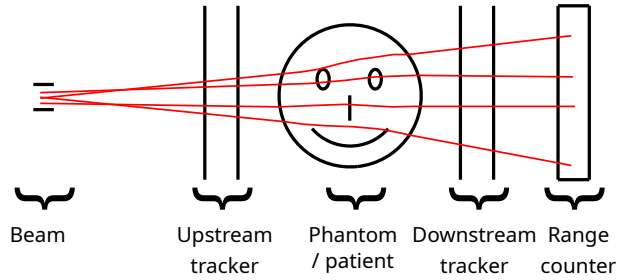 Beam
Upstream
tracker
Phantom
/ patient
Downstream
tracker
Range
counter